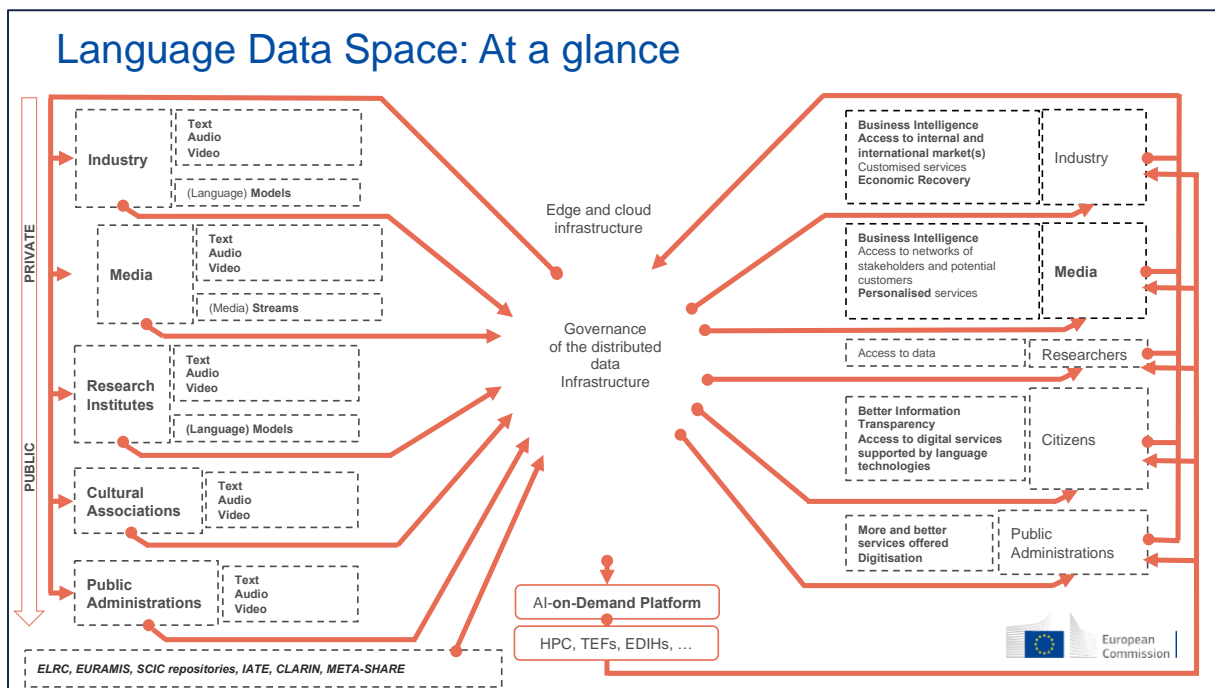 Language Data Space: At a glance
PRIVATE
PUBLIC
Industry
Text
Audio
Video
(Language) Models
Media
Text
Audio
Video
(Media) Streams
Research
Institutes
Text
Audio
Video
(Language) Models
Cultural
Associations
Text
Audio
Video
Public
Administrations
Text
Audio
Video
ELRC, EURAMIS, SCIC repositories, IATE, CLARIN, META-SHARE
Edge and cloud
infrastructure
Governance
of the distributed
data
Infrastructure
AI-on-Demand Platform
HPC, TEFs, EDIHs, …
Business Intelligence
Access to internal and
international market(s)
Customised services
Economic Recovery
Industry
Business Intelligence
Access to networks of
stakeholders and potential
customers
Personalised services
Media
Access to data
Researchers
Better Information
Transparency
Access to digital services
supported by language
technologies
Citizens
More and better
services offered
Digitisation
Public
Administrations
European
Commission